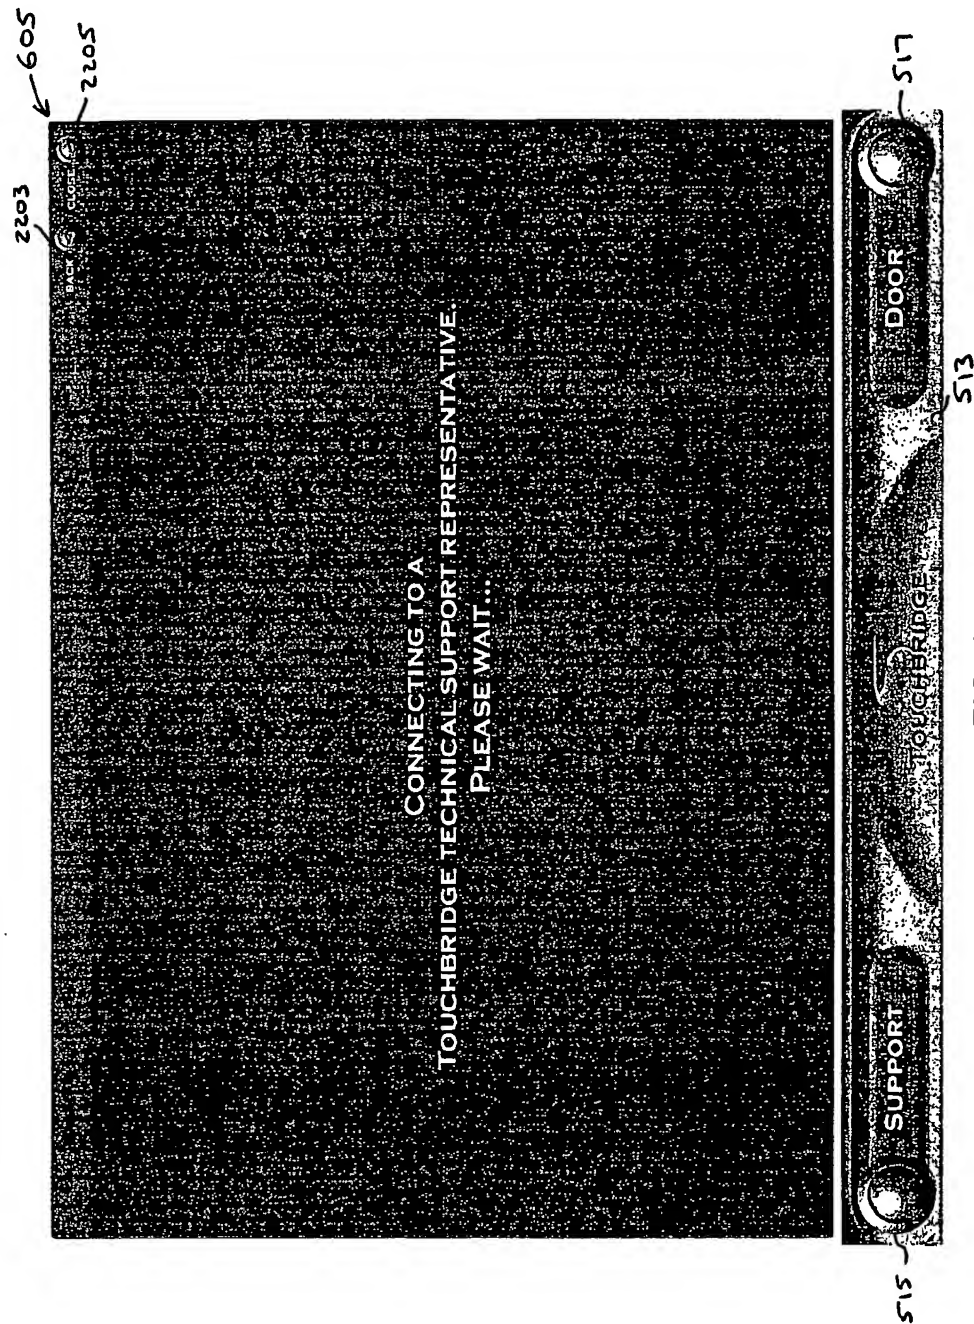 605
2203
2205
BACK
CLOSE
CONNECTING TO A
TOUCHBRIDGE TECHNICAL SUPPORT REPRESENTATIVE.
PLEASE WAIT...
SUPPORT
TOUCHBRIDGE
DOOR
515
513
517